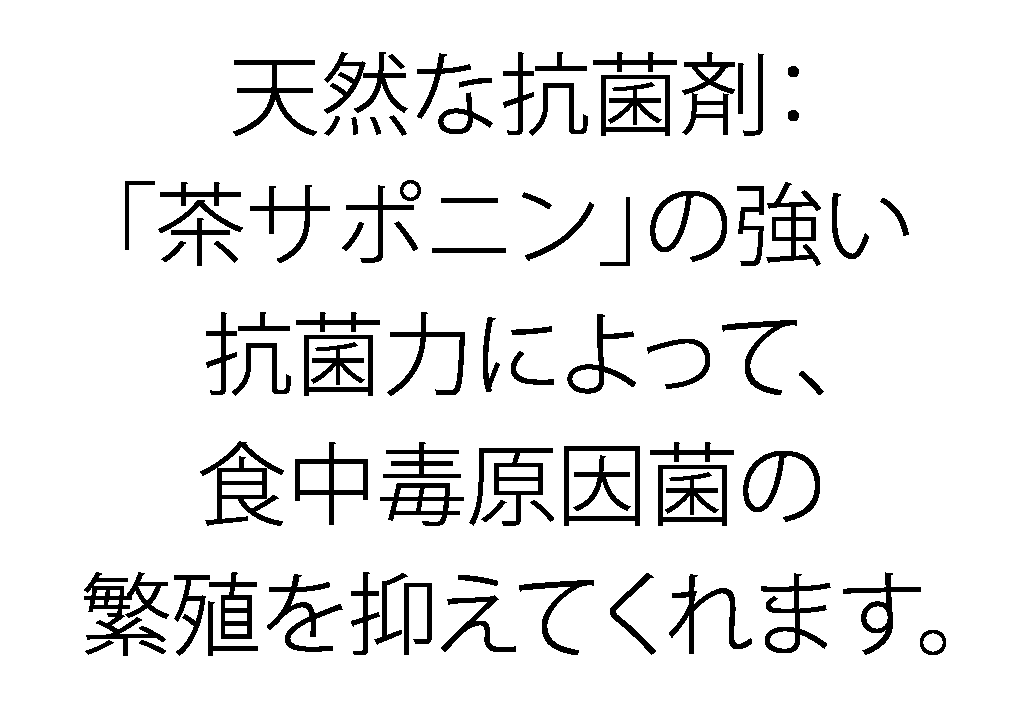 天然な抗菌剤：
「茶サポニン」の強い
抗菌力によって、
食中毒原因菌の
繁殖を抑えてくれます。